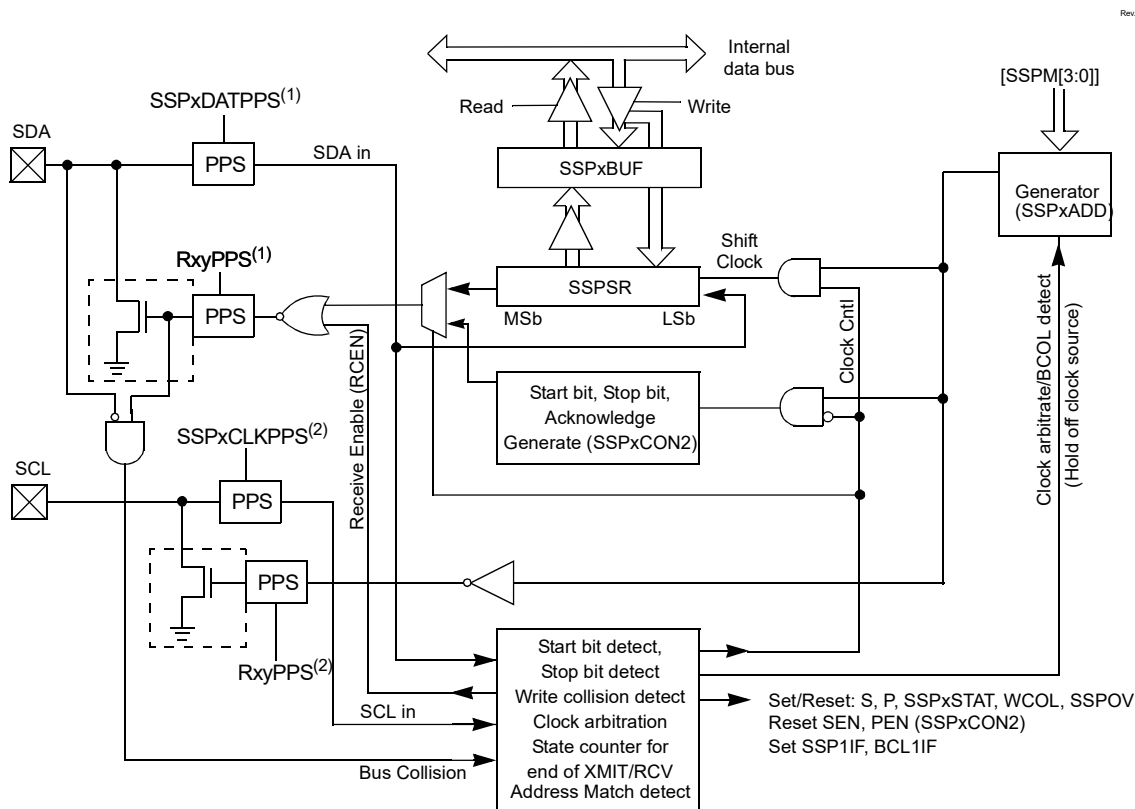 Rev.
Internal
data bus
[SSPM[3:0]]
Read
Write
SSPxDATPPS(1)
SDA
PPS
SDA in
SSPxBUF
Generator
(SSPxADD)
RxyPPS(1)
Shift
Clock
PPS
SSPSR
MSb
LSb
Clock Cntl
Receive Enable (RCEN)
Clock arbitrate/BCOL detect
(Hold off clock source)
Start bit, Stop bit,
Acknowledge
Generate (SSPxCON2)
SSPxCLKPPS(2)
SCL
PPS
PPS
RxyPPS(2)
SCL in
Bus Collision
Start bit detect,
Stop bit detect
Write collision detect
Clock arbitration
State counter for
end of XMIT/RCV
Address Match detect
Set/Reset: S, P, SSPxSTAT, WCOL, SSPOV
Reset SEN, PEN (SSPxCON2)
Set SSP1IF, BCL1IF